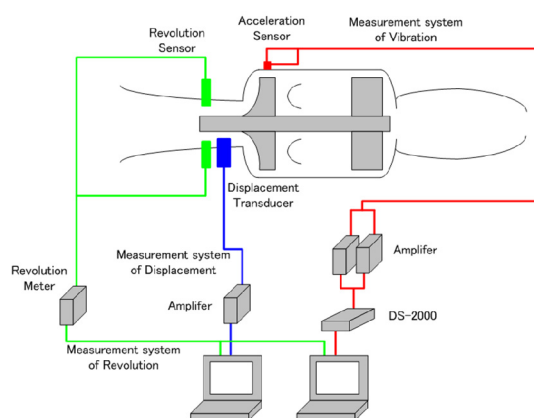 Acceleration
Sensor
Measurement system
of Vibration
Revolution
Sensor
Displacement
Transducer
Measurement system
of Displacement
Amplifer
Revolution
Meter
Amplifer
DS-2000
Measurement system
of Revolution